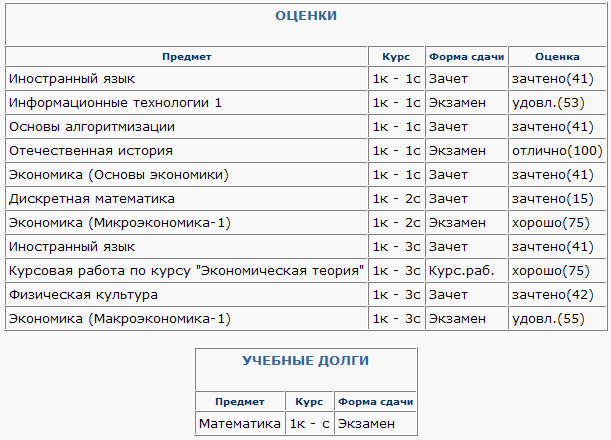 ОЦЕНКИ
Предмет Курс Форма сдачи Оценка
Иностранный язык 1к - 1с Зачет зачтено(41)
Информационные технологии 1 1к - 1с Экзамен удовл.(53)
Основы алгоритмизации 1к - 1с Зачет зачтено(41)
Отечественная история 1к - 1с Экзамен отлично(100)
Экономика (Основы экономики) 1к - 1с Зачет зачтено(41)
Дискретная математика 1к - 2с Зачет зачтено(15)
Экономика (Микроэкономика-1) 1к - 2с Экзамен хорошо(75)
Иностранный язык 1к - 3с Зачет зачтено(41)
Курсовая работа по курсу "Экономическая теория" 1к - 3с Курс.раб. хорошо(75)
Физическая культура 1к - 3с Зачет зачтено(42)
Экономика (Макроэкономика-1) 1к - 3с Экзамен удовл.(55)
УЧЕБНЫЕ ДОЛГИ
Предмет Курс Форма сдачи
Математика 1к - с Экзамен